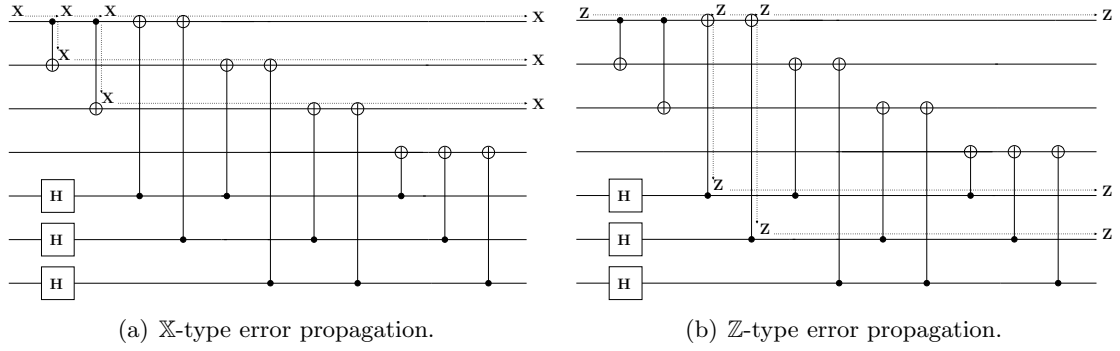 X X X X Z Z Z Z
X X
X X
Z Z
H Z Z H Z Z
H H
H H
(a) 𝕏-type error propagation. (b) ℤ-type error propagation.